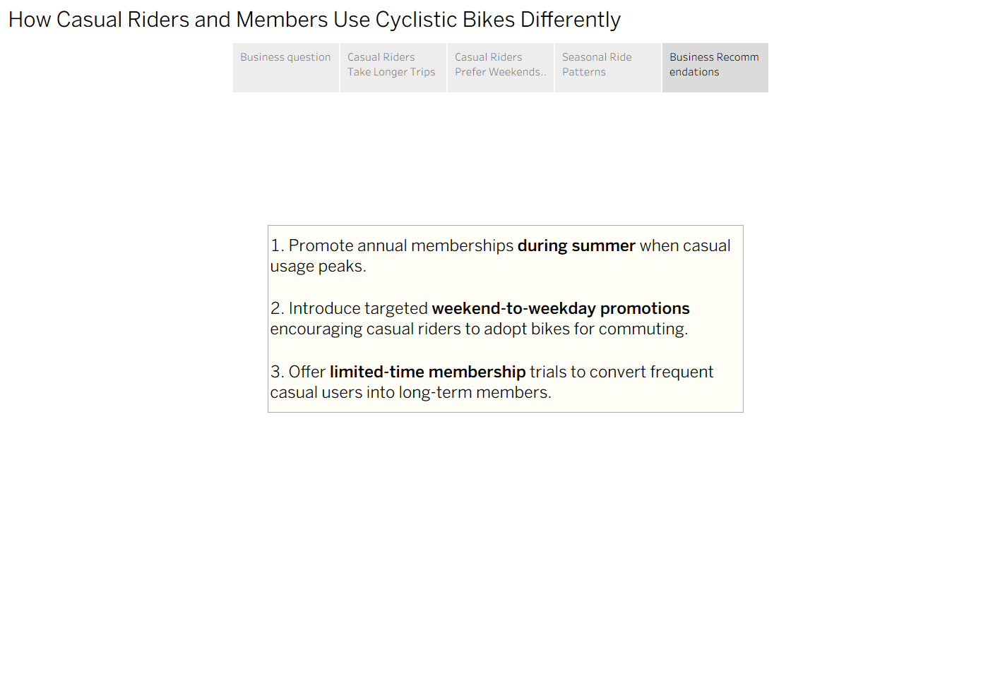 How Casual Riders and Members Use Cyclistic Bikes Differently
Business question
Casual Riders
Take Longer Trips
Casual Riders
Prefer Weekends..
Seasonal Ride
Patterns
Business Recomm
endations
1. Promote annual memberships during summer when casual
usage peaks.
2. Introduce targeted weekend-to-weekday promotions
encouraging casual riders to adopt bikes for commuting.
3. Offer limited-time membership trials to convert frequent
casual users into long-term members.